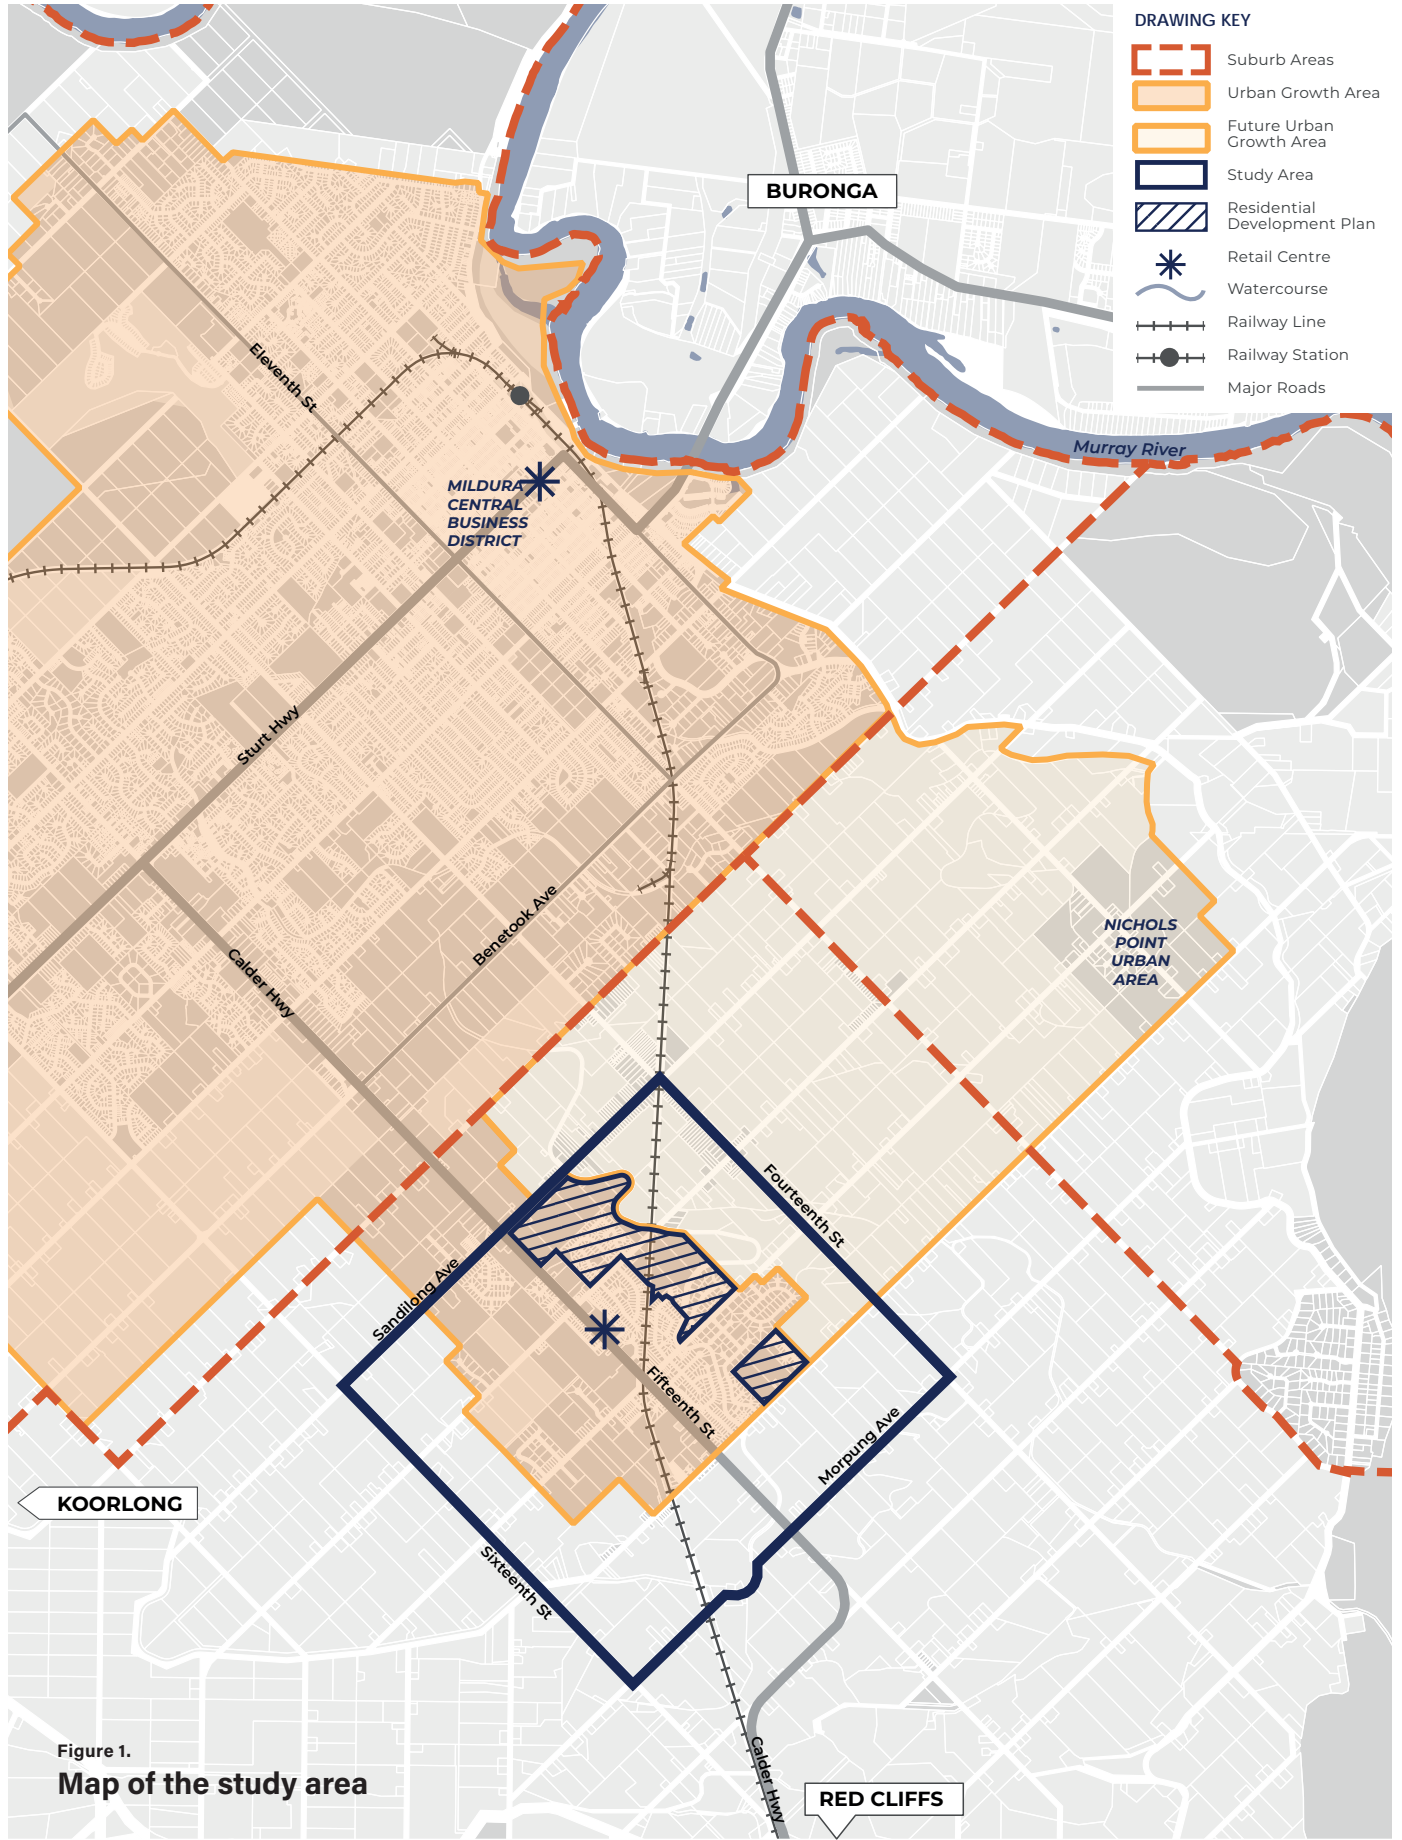 DRAWING KEY
Suburb Areas
Urban Growth Area
Future Urban
Growth Area
Study Area
Residential
Development Plan
Retail Centre
Watercourse
Railway Line
Railway Station
Major Roads
BURONGA
Eleventh St
Murray River
MILDURA
CENTRAL
BUSINESS
DISTRICT
Sturt Hwy
Benetook Ave
Calder Hwy
NICHOLS
POINT
URBAN
AREA
Fourteenth St
Sandilong Ave
Fifteenth St
Morpung Ave
KOORLONG
Sixteenth St
Calder Hwy
RED CLIFFS
Figure 1.
Map of the study area